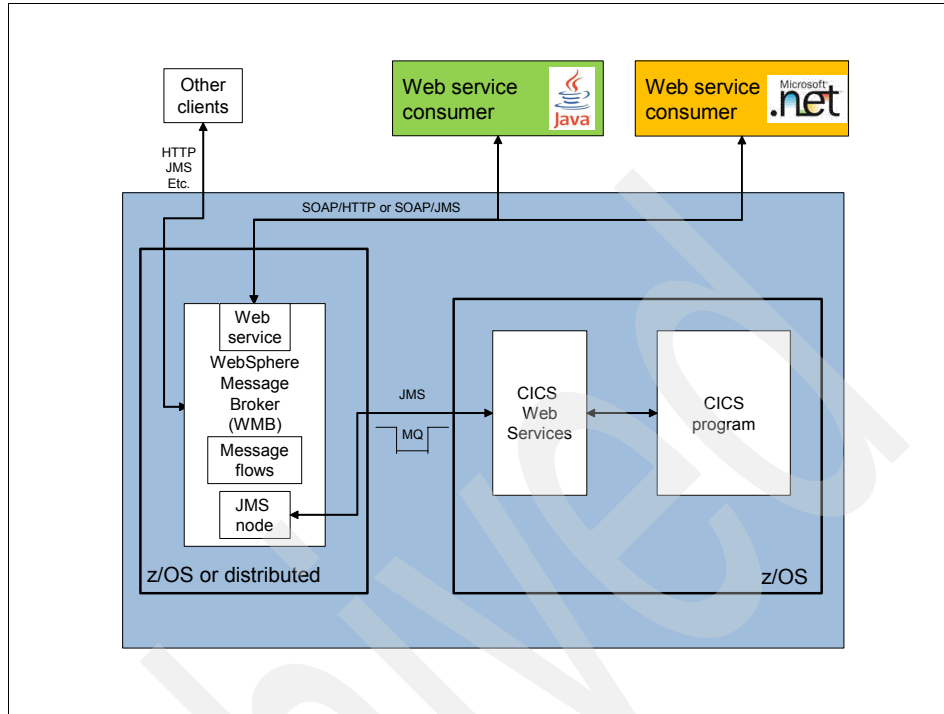 Other
clients
Web service
consumer
Java
Web service
consumer
Microsoft
.net
HTTP
JMS
Etc.
SOAP/HTTP or SOAP/JMS
Web
service
WebSphere
Message
Broker
(WMB)
Message
flows
JMS
node
z/OS or distributed
JMS
MQ
CICS
Web
Services
CICS
program
z/OS
hived